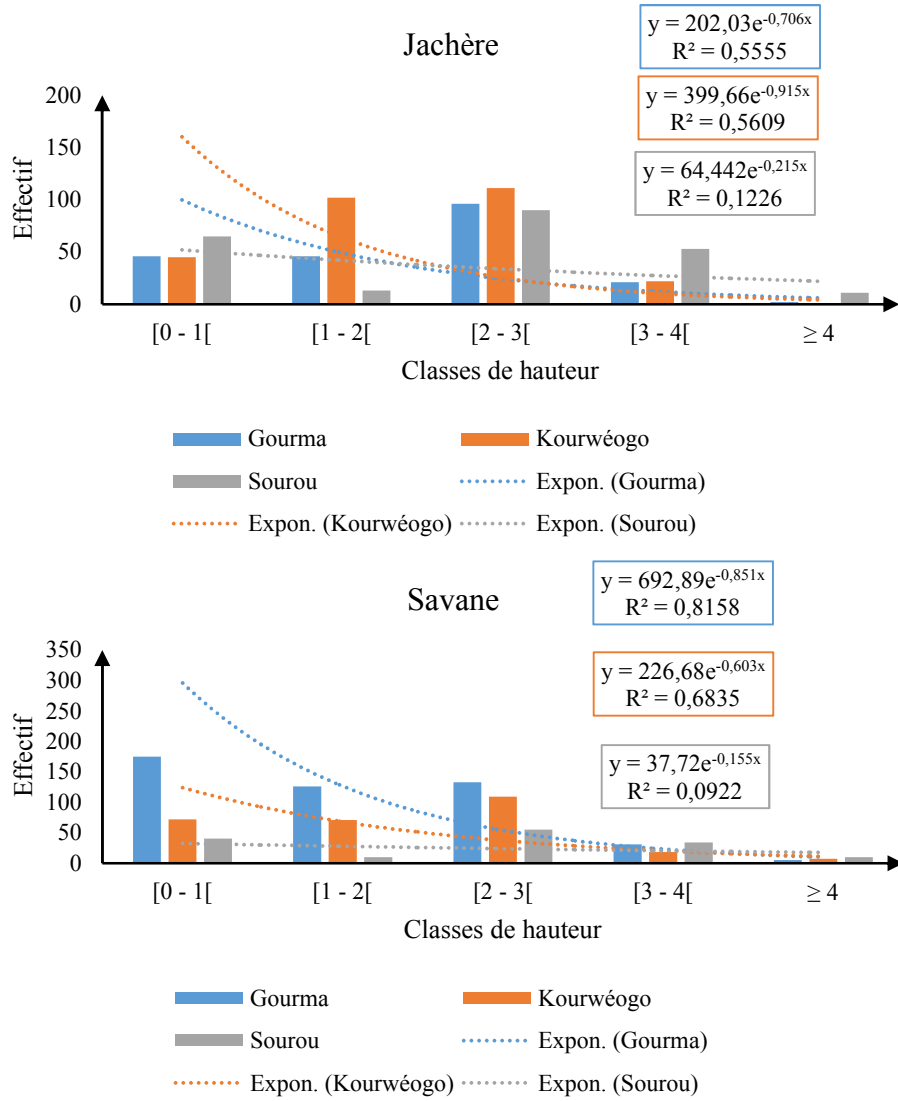 Jachère
y = 202,03e^-0,706x
R² = 0,5555
y = 399,66e^-0,915x
R² = 0,5609
y = 64,442e^-0,215x
R² = 0,1226
Effectif
200
150
100
50
0
[0 - 1[ [1 - 2[ [2 - 3[ [3 - 4[ ≥ 4
Classes de hauteur
Gourma Kourwéogo
Sourou Expon. (Gourma)
Expon. (Kourwéogo) Expon. (Sourou)
Savane
y = 692,89e^-0,851x
R² = 0,8158
y = 226,68e^-0,603x
R² = 0,6835
y = 37,72e^-0,155x
R² = 0,0922
Effectif
350
300
250
200
150
100
50
0
[0 - 1[ [1 - 2[ [2 - 3[ [3 - 4[ ≥ 4
Classes de hauteur
Gourma Kourwéogo
Sourou Expon. (Gourma)
Expon. (Kourwéogo) Expon. (Sourou)